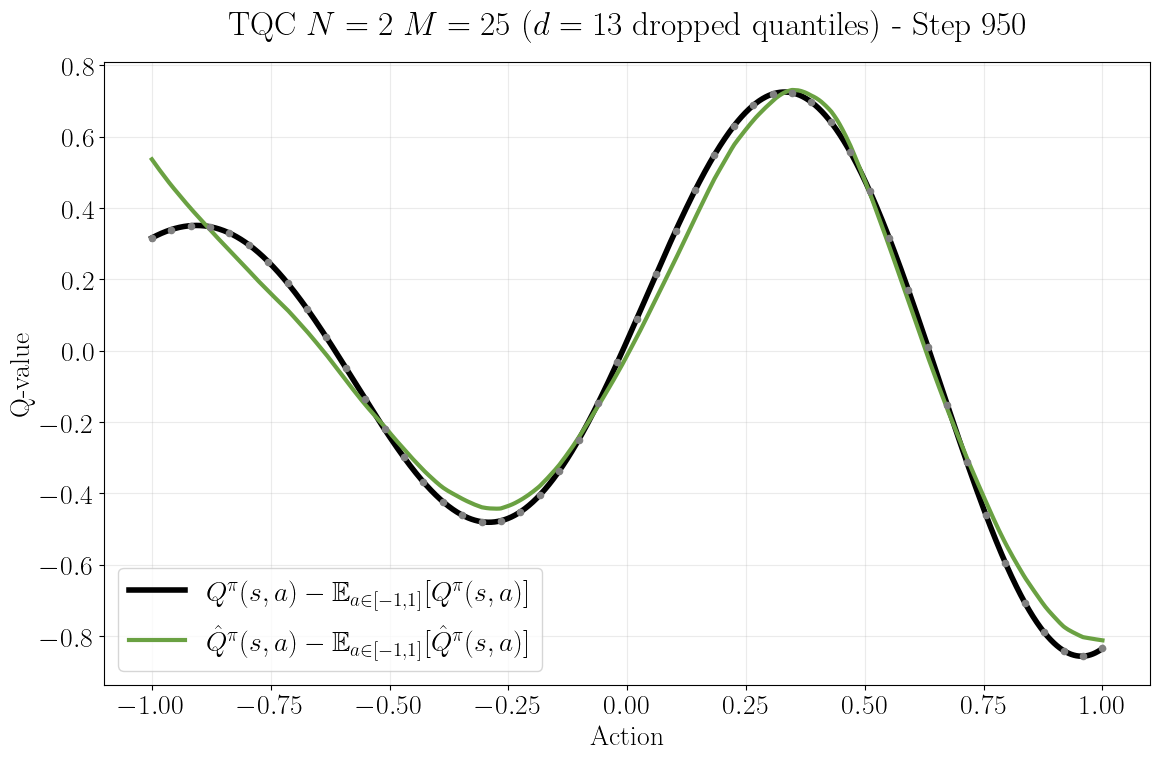 TQC N = 2 M = 25 (d = 13 dropped quantiles) - Step 950
Q-value
0.8
0.6
0.4
0.2
0.0
−0.2
−0.4
−0.6
−0.8
Q^π(s, a) − 𝔼_{a∈[−1,1]}[Q^π(s, a)]
Q̂^π(s, a) − 𝔼_{a∈[−1,1]}[Q̂^π(s, a)]
−1.00 −0.75 −0.50 −0.25 0.00 0.25 0.50 0.75 1.00
Action